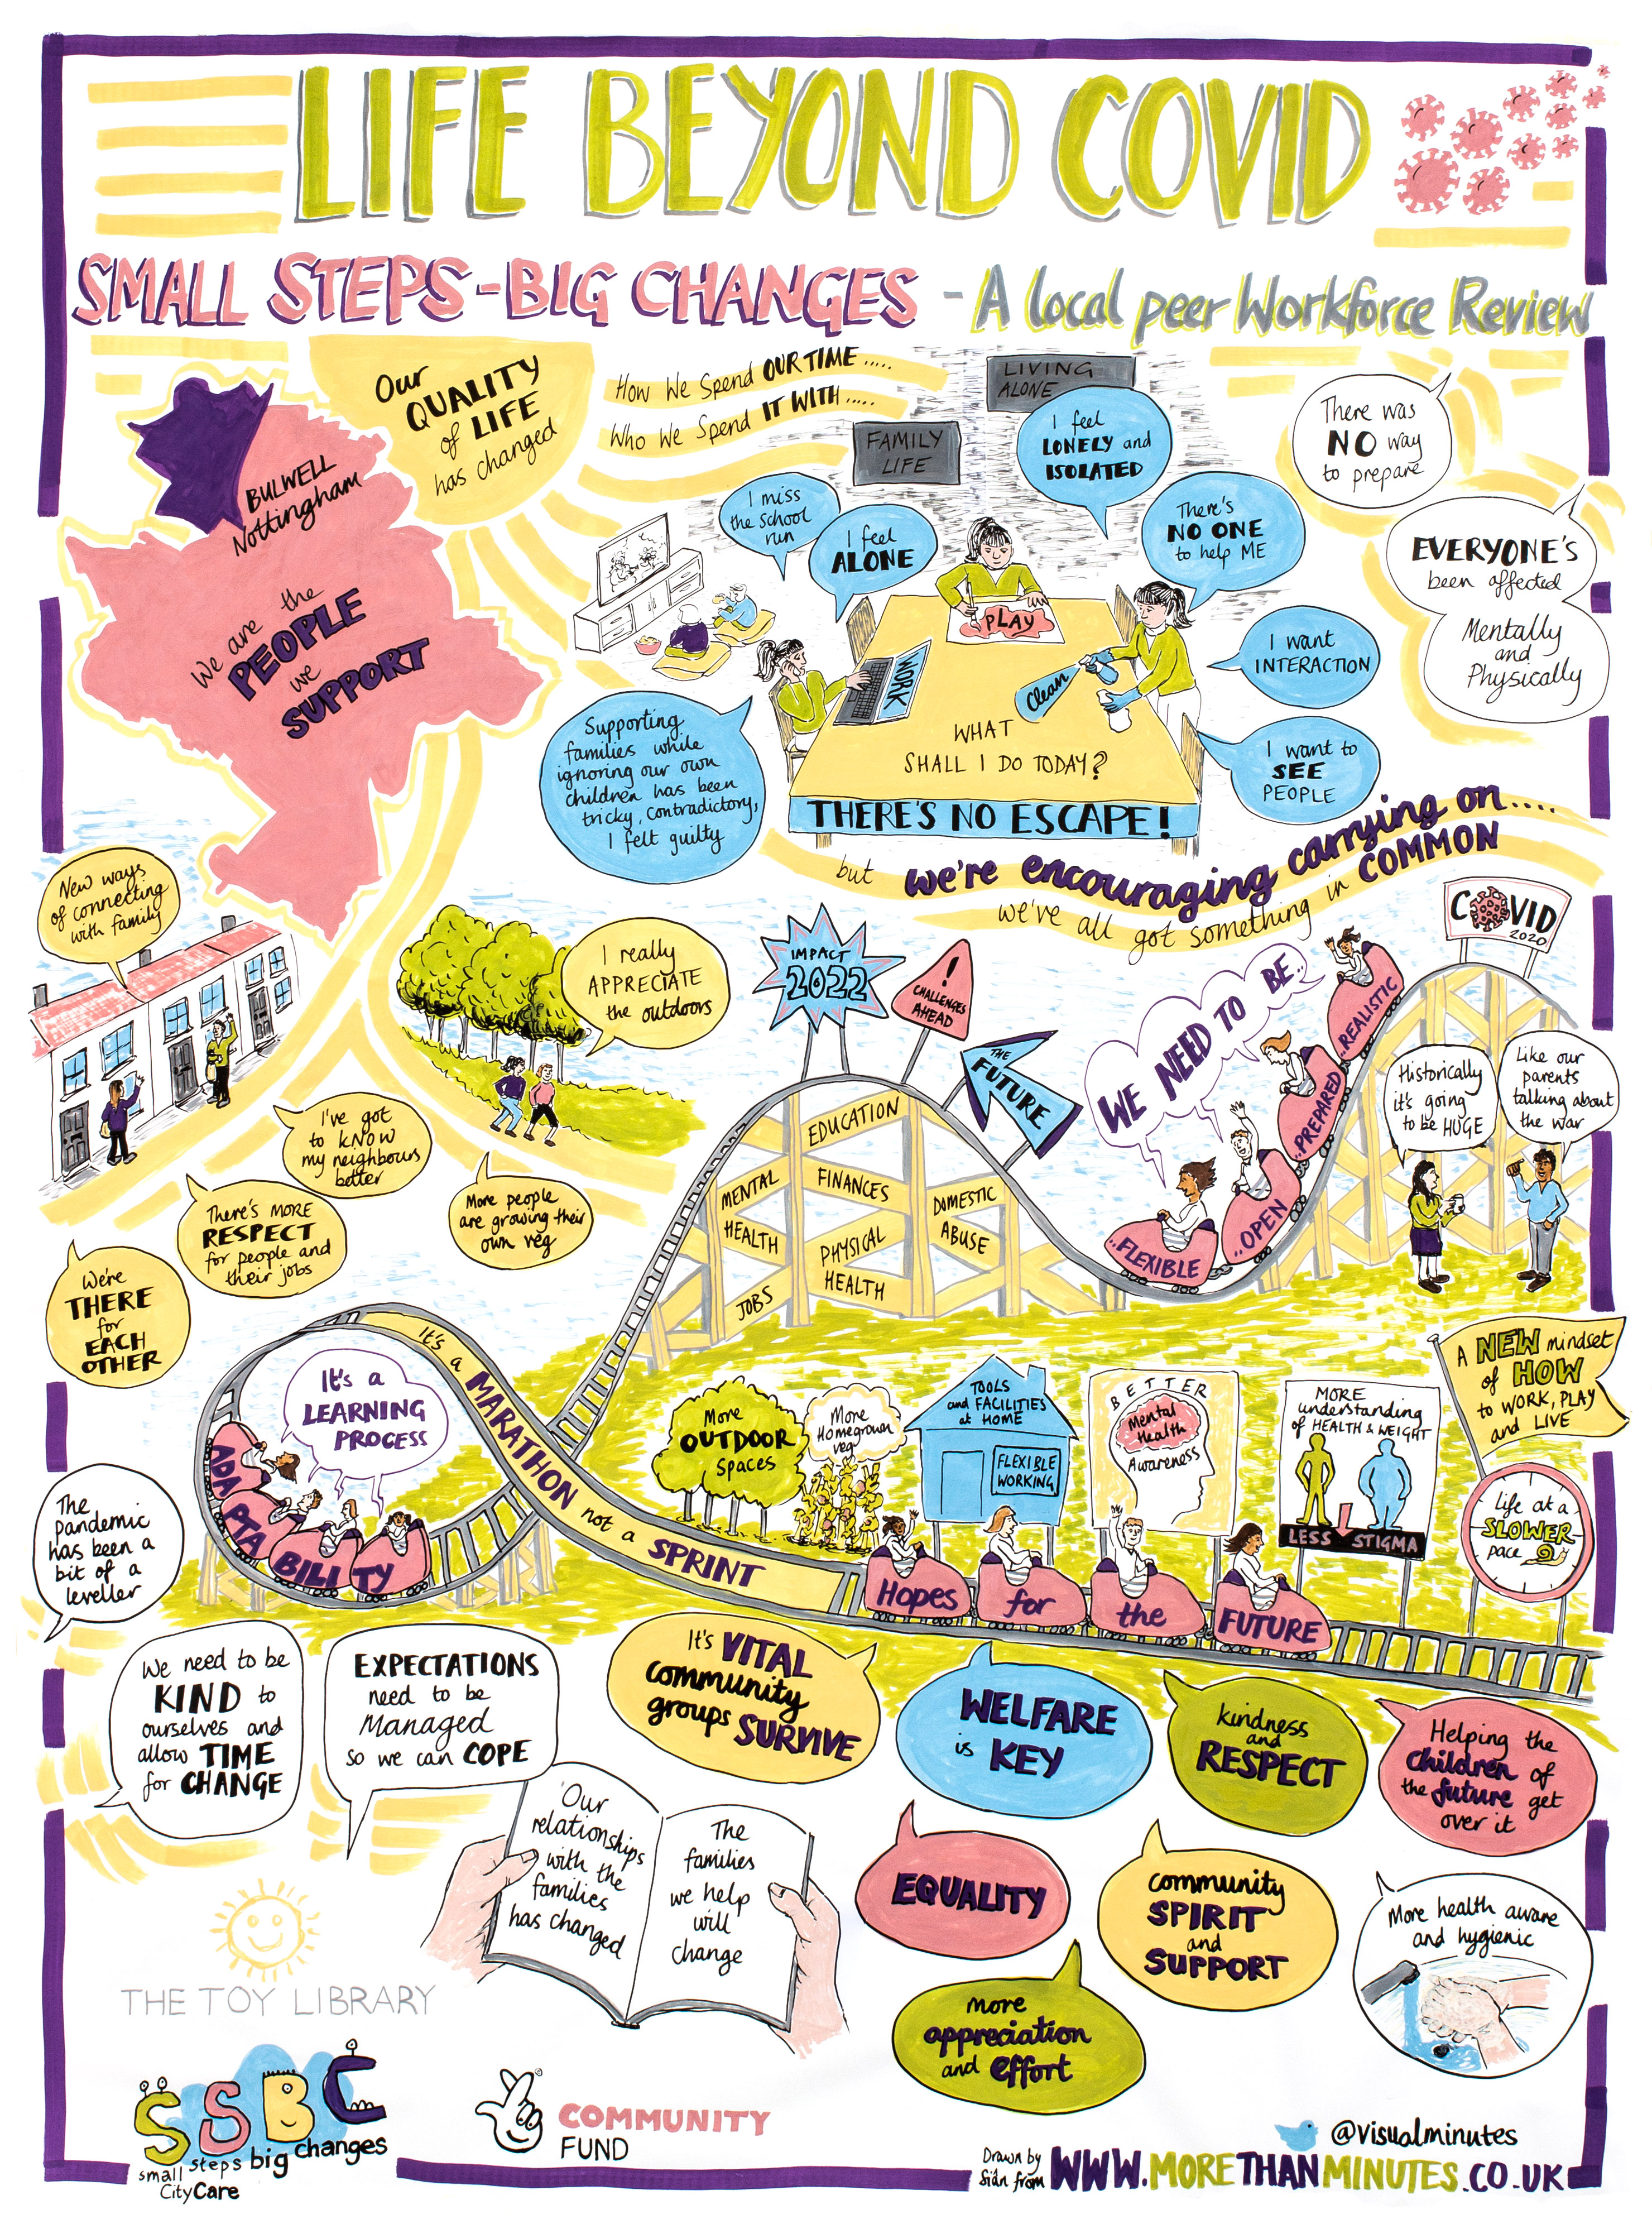 LIFE BEYOND COVID
SMALL STEPS - BIG CHANGES - A local peer Workforce Review
Our
QUALITY
of LIFE
has changed
How We Spend OUR TIME .....
Who We Spend IT WITH .....
BULWELL
Nottingham
We are the
PEOPLE
we
SUPPORT
FAMILY
LIFE
LIVING
ALONE
I miss
the school
run
I feel
ALONE
I feel
LONELY and
ISOLATED
There's
NO ONE
to help ME
There was
NO way
to prepare
EVERYONE'S
been affected
Mentally
and
Physically
I want
INTERACTION
I want to
SEE
PEOPLE
Supporting
families while
ignoring our own
children has been
tricky, contradictory,
I felt guilty
PLAY
WORK
Clean
WHAT
SHALL I DO TODAY?
THERE'S NO ESCAPE!
but we're encouraging carrying on....
we've all got something in COMMON
New ways
of connecting
with family
I really
APPRECIATE
the outdoors
I've got
to KNOW
my neighbours
better
There's MORE
RESPECT
for people and
their jobs
More people
are growing their
own veg
We're
THERE
for
EACH
OTHER
IMPACT
2022
!
CHALLENGES
AHEAD
THE
FUTURE
WE NEED TO BE..
..FLEXIBLE
..OPEN
..PREPARED
..REALISTIC
COVID
2020
Historically
it's going
to be HUGE
Like our
parents
talking about
the war
EDUCATION
MENTAL
HEALTH
FINANCES
DOMESTIC
ABUSE
PHYSICAL
HEALTH
JOBS
It's a MARATHON not a SPRINT
It's a
LEARNING
PROCESS
ADAPTABILITY
The
pandemic
has been a
bit of a
leveller
More
OUTDOOR
Spaces
More
Homegrown
veg
TOOLS
and FACILITIES
at HOME
FLEXIBLE
WORKING
BETTER
Mental
Health
Awareness
MORE
understanding
of HEALTH & WEIGHT
LESS STIGMA
A NEW mindset
of HOW
to WORK, PLAY
and LIVE
Life at a
SLOWER
pace
Hopes for the FUTURE
We need to be
KIND to
ourselves and
allow TIME
for CHANGE
EXPECTATIONS
need to be
Managed
so we can COPE
It's VITAL
community
groups SURVIVE
WELFARE
is KEY
kindness
and
RESPECT
Helping the
Children of
the future get
over it
Our
relationships
with the
families
has changed
The
families
we help
will
change
EQUALITY
community
SPIRIT
and
SUPPORT
More health aware
and hygienic
more
appreciation
and effort
THE TOY LIBRARY
SSBC
small steps big changes
CityCare
COMMUNITY
FUND
@visualminutes
Drawn by
Siân from WWW.MORETHANMINUTES.CO.UK